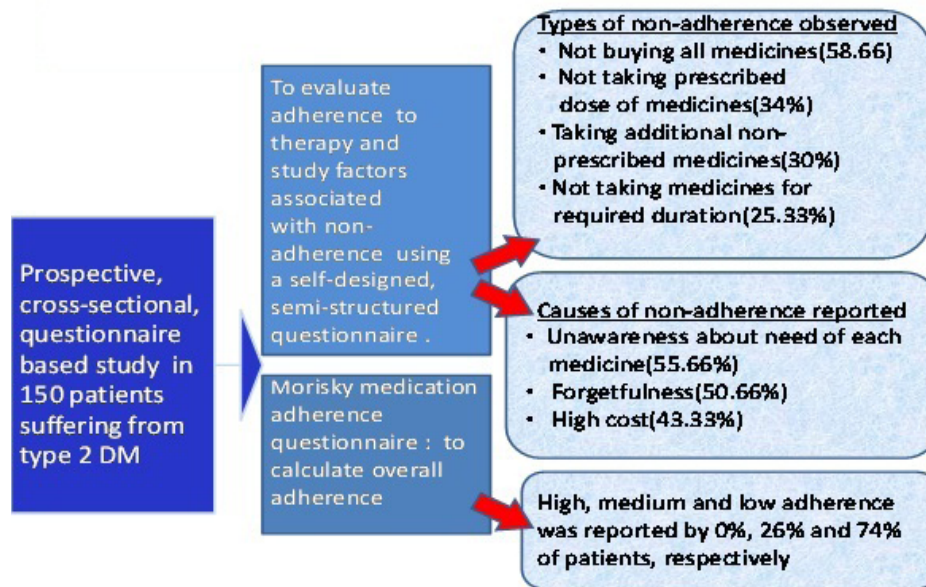 Prospective,
cross-sectional,
questionnaire
based study in
150 patients
suffering from
type 2 DM
To evaluate
adherence to
therapy and
study factors
associated
with non-
adherence using
a self-designed,
semi-structured
questionnaire .
Morisky medication
adherence
questionnaire : to
calculate overall
adherence
Types of non-adherence observed
• Not buying all medicines(58.66)
• Not taking prescribed
dose of medicines(34%)
• Taking additional non-
prescribed medicines(30%)
• Not taking medicines for
required duration(25.33%)
Causes of non-adherence reported
• Unawareness about need of each
medicine(55.66%)
• Forgetfulness(50.66%)
• High cost(43.33%)
High, medium and low adherence
was reported by 0%, 26% and 74%
of patients, respectively